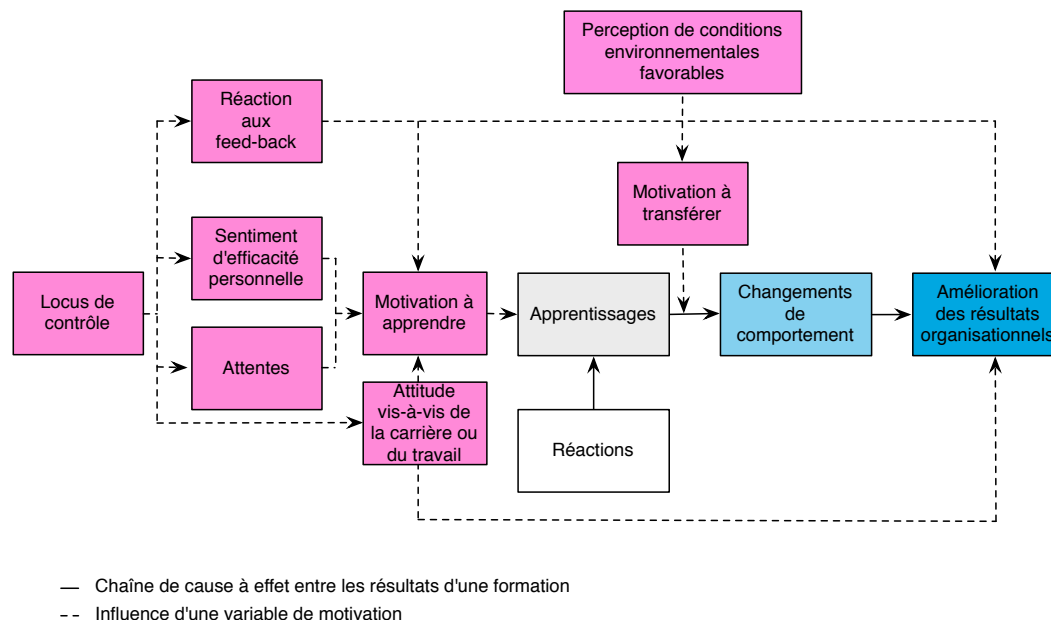 Perception de conditions
environnementales
favorables
Réaction
aux
feed-back
Motivation à
transférer
Sentiment
d'efficacité
personnelle
Locus de
contrôle
Motivation à
apprendre
Apprentissages
Changements
de
comportement
Amélioration
des résultats
organisationnels
Attentes
Attitude
vis-à-vis de
la carrière ou
du travail
Réactions
— Chaîne de cause à effet entre les résultats d'une formation
-- Influence d'une variable de motivation